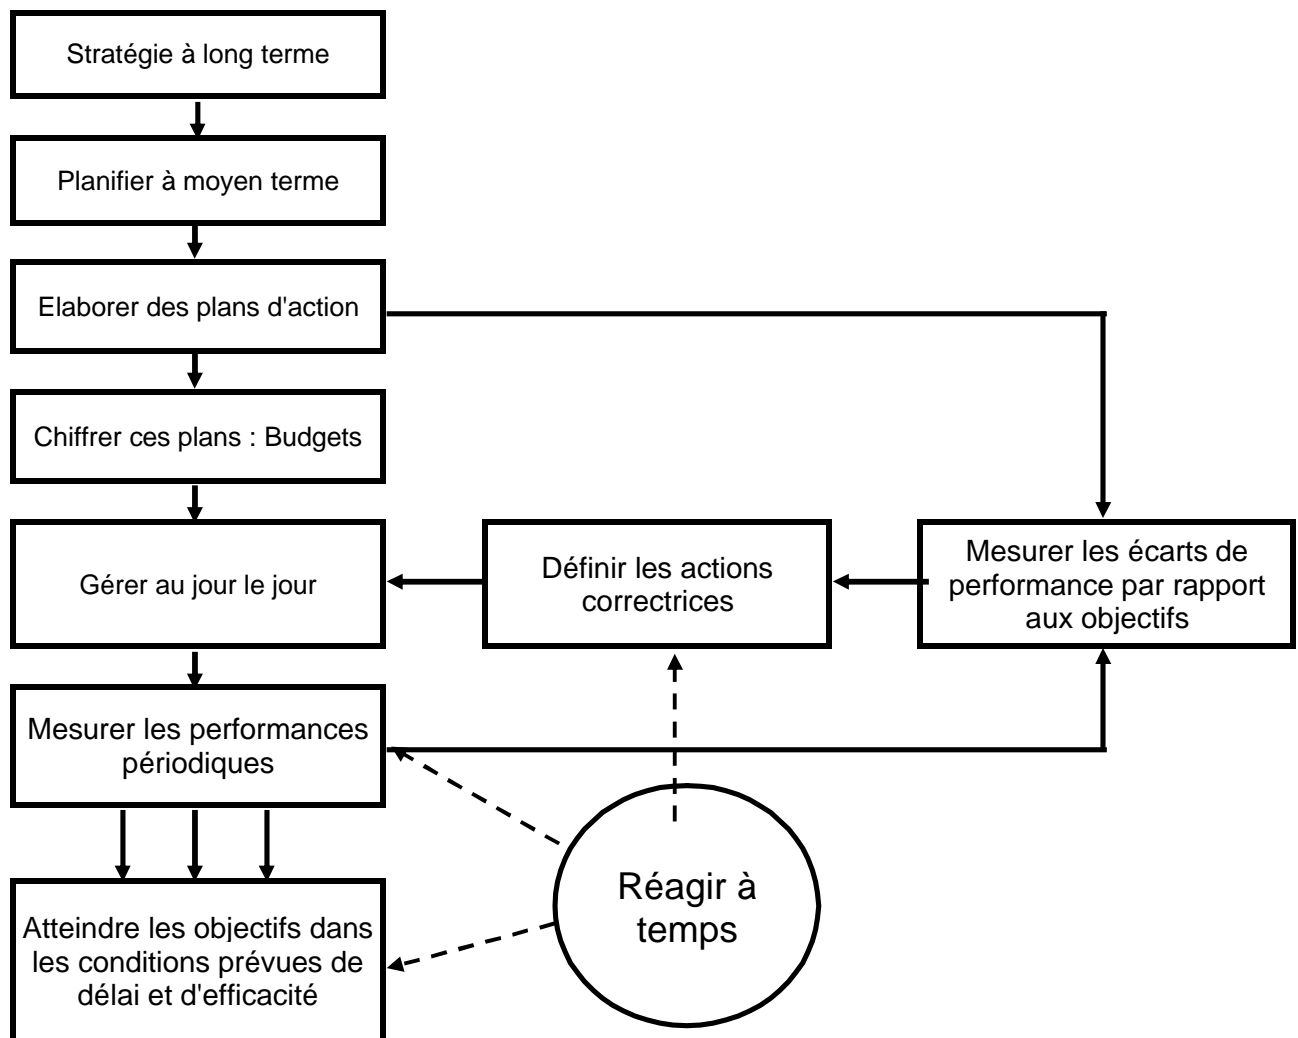 Stratégie à long terme
Planifier à moyen terme
Elaborer des plans d'action
Chiffrer ces plans : Budgets
Gérer au jour le jour
Définir les actions
correctrices
Mesurer les écarts de
performance par rapport
aux objectifs
Mesurer les performances
périodiques
Réagir à
temps
Atteindre les objectifs dans
les conditions prévues de
délai et d'efficacité